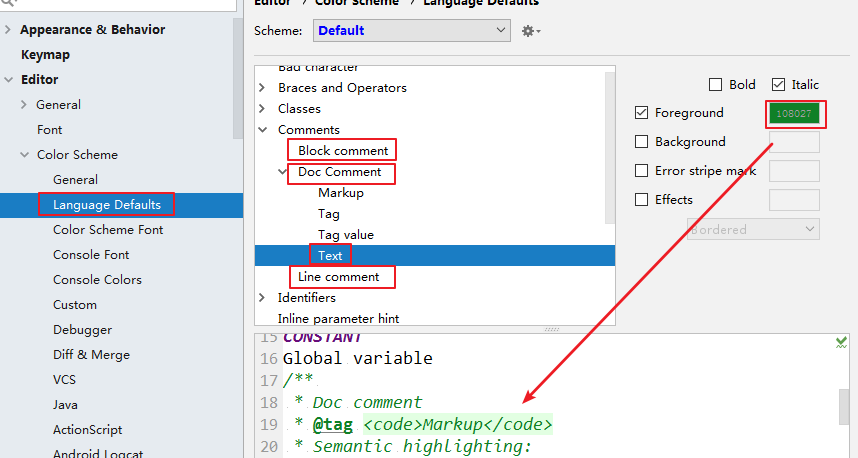 Editor › Color Scheme › Language Defaults
Scheme: Default
Appearance & Behavior
Keymap
Editor
General
Font
Color Scheme
General
Language Defaults
Color Scheme Font
Console Font
Console Colors
Custom
Debugger
Diff & Merge
VCS
Java
ActionScript
Android Logcat
Bad character
Braces and Operators
Classes
Comments
Block comment
Doc Comment
Markup
Tag
Tag value
Text
Line comment
Identifiers
Inline parameter hint
Bold Italic
Foreground 108027
Background
Error stripe mark
Effects
Bordered
15 CONSTANT
16 Global variable
17 /**
18 * Doc comment
19 * @tag <code>Markup</code>
20 * Semantic highlighting: